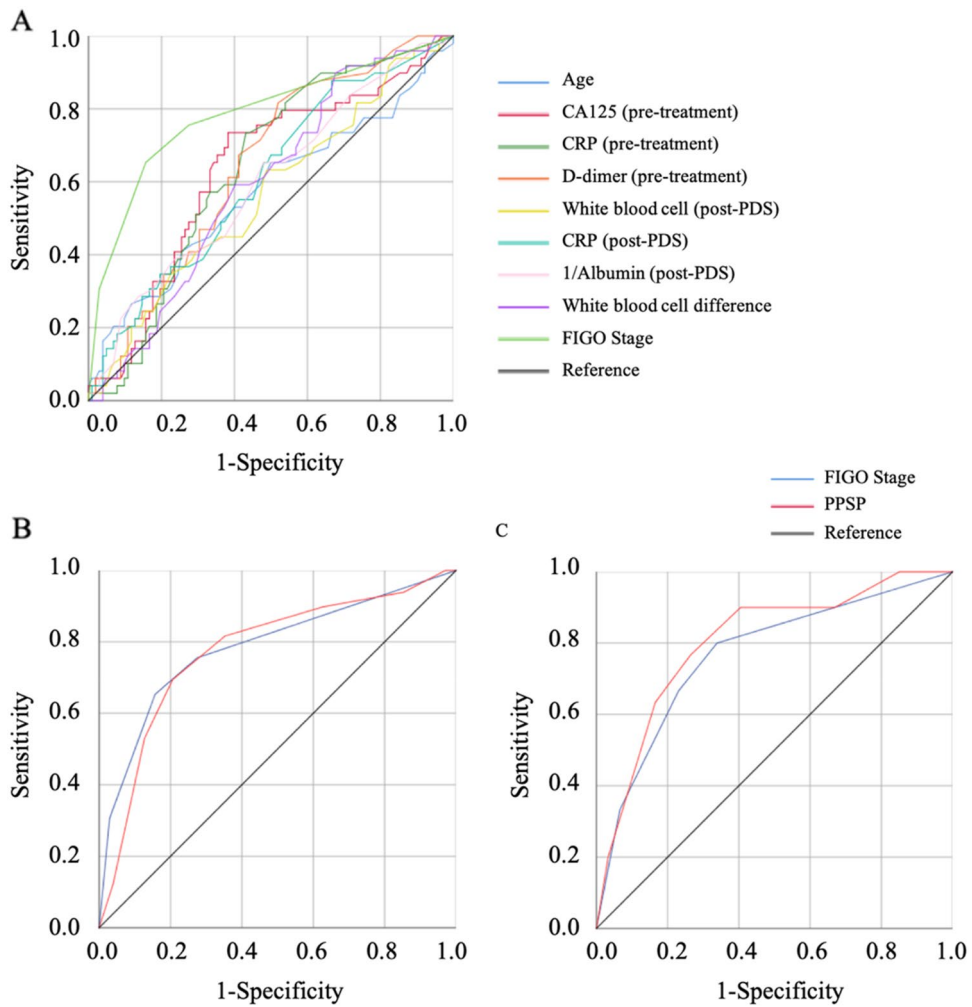 A
1.0
0.8
0.6
0.4
0.2
0.0
Sensitivity
0.0 0.2 0.4 0.6 0.8 1.0
1-Specificity
Age
CA125 (pre-treatment)
CRP (pre-treatment)
D-dimer (pre-treatment)
White blood cell (post-PDS)
CRP (post-PDS)
1/Albumin (post-PDS)
White blood cell difference
FIGO Stage
Reference
FIGO Stage
PPSP
Reference
B
1.0
0.8
0.6
0.4
0.2
0.0
Sensitivity
0.0 0.2 0.4 0.6 0.8 1.0
1-Specificity
C
1.0
0.8
0.6
0.4
0.2
0.0
Sensitivity
0.0 0.2 0.4 0.6 0.8 1.0
1-Specificity